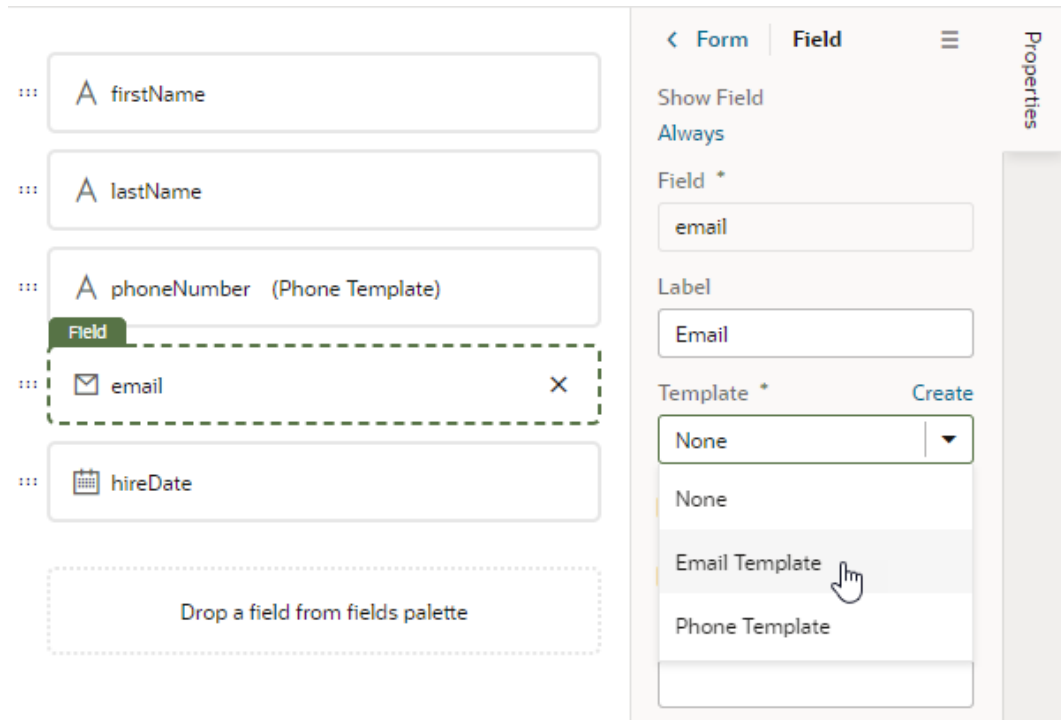 firstName
lastName
phoneNumber (Phone Template)
Field
email
hireDate
Drop a field from fields palette
Form
Field
Show Field
Always
Field *
email
Label
Email
Template *
Create
None
None
Email Template
Phone Template
Properties